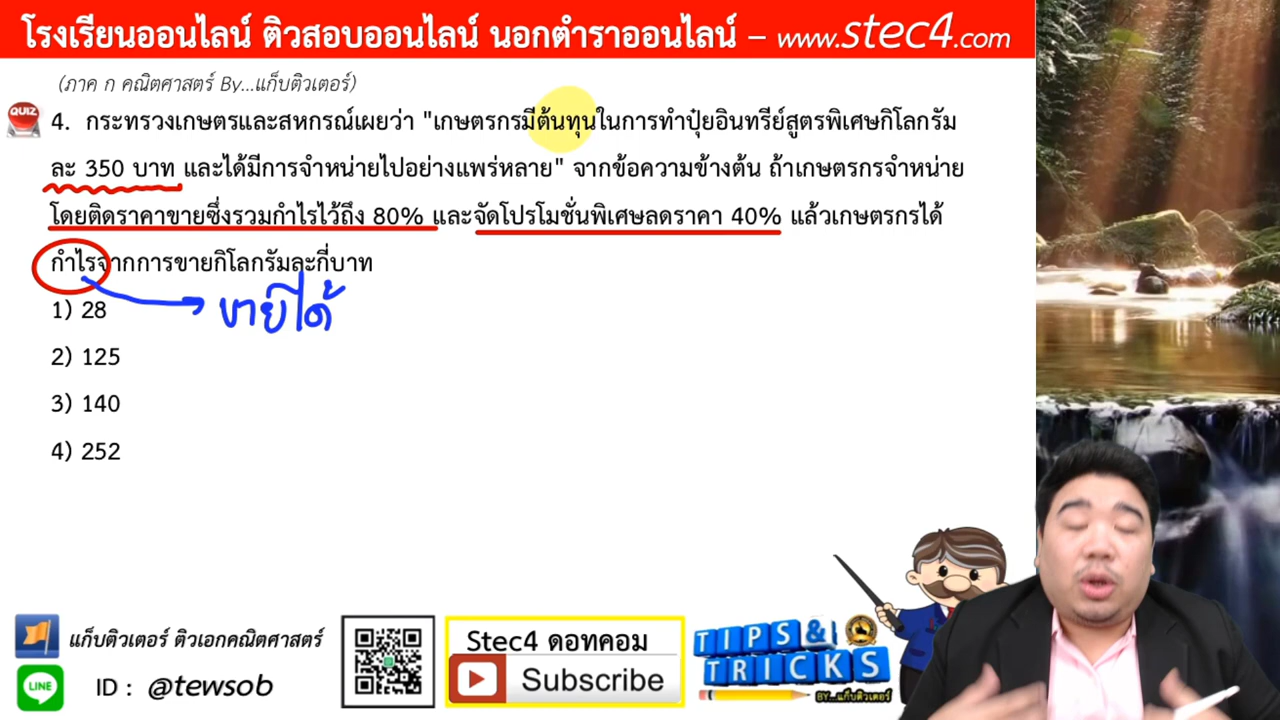 โรงเรียนออนไลน์ ติวสอบออนไลน์ นอกตำราออนไลน์ – www.stec4.com
(ภาค ก คณิตศาสตร์ By...แก็บติวเตอร์)
QUIZ
4. กระทรวงเกษตรและสหกรณ์เผยว่า "เกษตรกรมีต้นทุนในการทำปุ๋ยอินทรีย์สูตรพิเศษกิโลกรัม
ละ 350 บาท และได้มีการจำหน่ายไปอย่างแพร่หลาย" จากข้อความข้างต้น ถ้าเกษตรกรจำหน่าย
โดยติดราคาขายซึ่งรวมกำไรไว้ถึง 80% และจัดโปรโมชั่นพิเศษลดราคา 40% แล้วเกษตรกรได้
กำไรจากการขายกิโลกรัมละกี่บาท
ขายได้
1) 28
2) 125
3) 140
4) 252
แก็บติวเตอร์ ติวเอกคณิตศาสตร์
LINE
ID : @tewsob
Stec4 ดอทคอม
Subscribe
TIPS &
TRICKS
BY...แก็บติวเตอร์